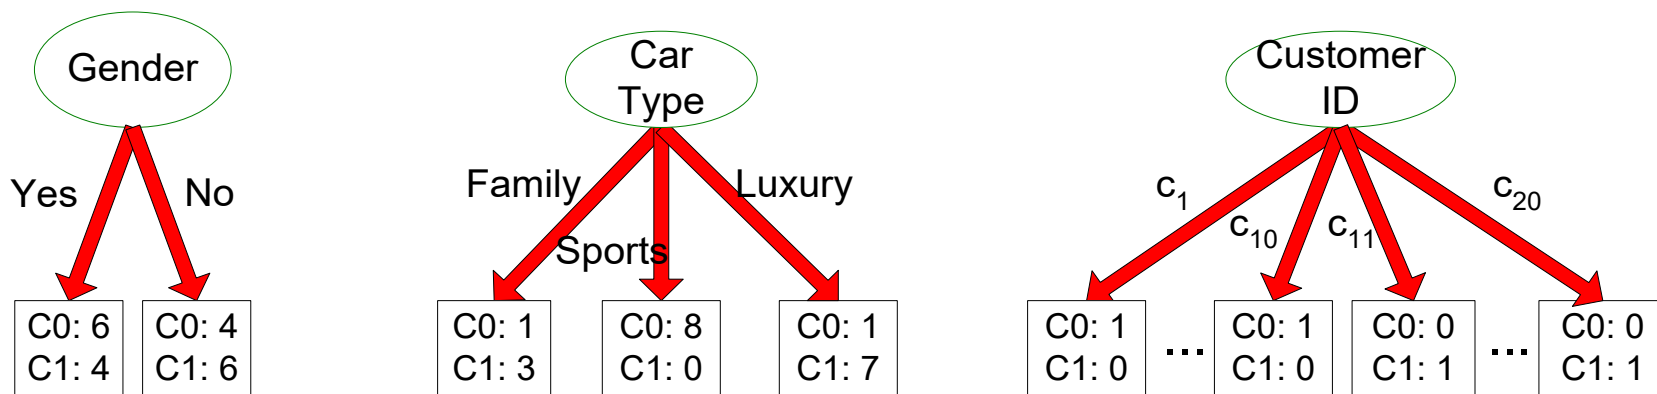 Gender
Yes
No
C0: 6
C1: 4
C0: 4
C1: 6
Car
Type
Family
Sports
Luxury
C0: 1
C1: 3
C0: 8
C1: 0
C0: 1
C1: 7
Customer
ID
c1
c10
c11
c20
C0: 1
C1: 0
...
C0: 1
C1: 0
C0: 0
C1: 1
...
C0: 0
C1: 1